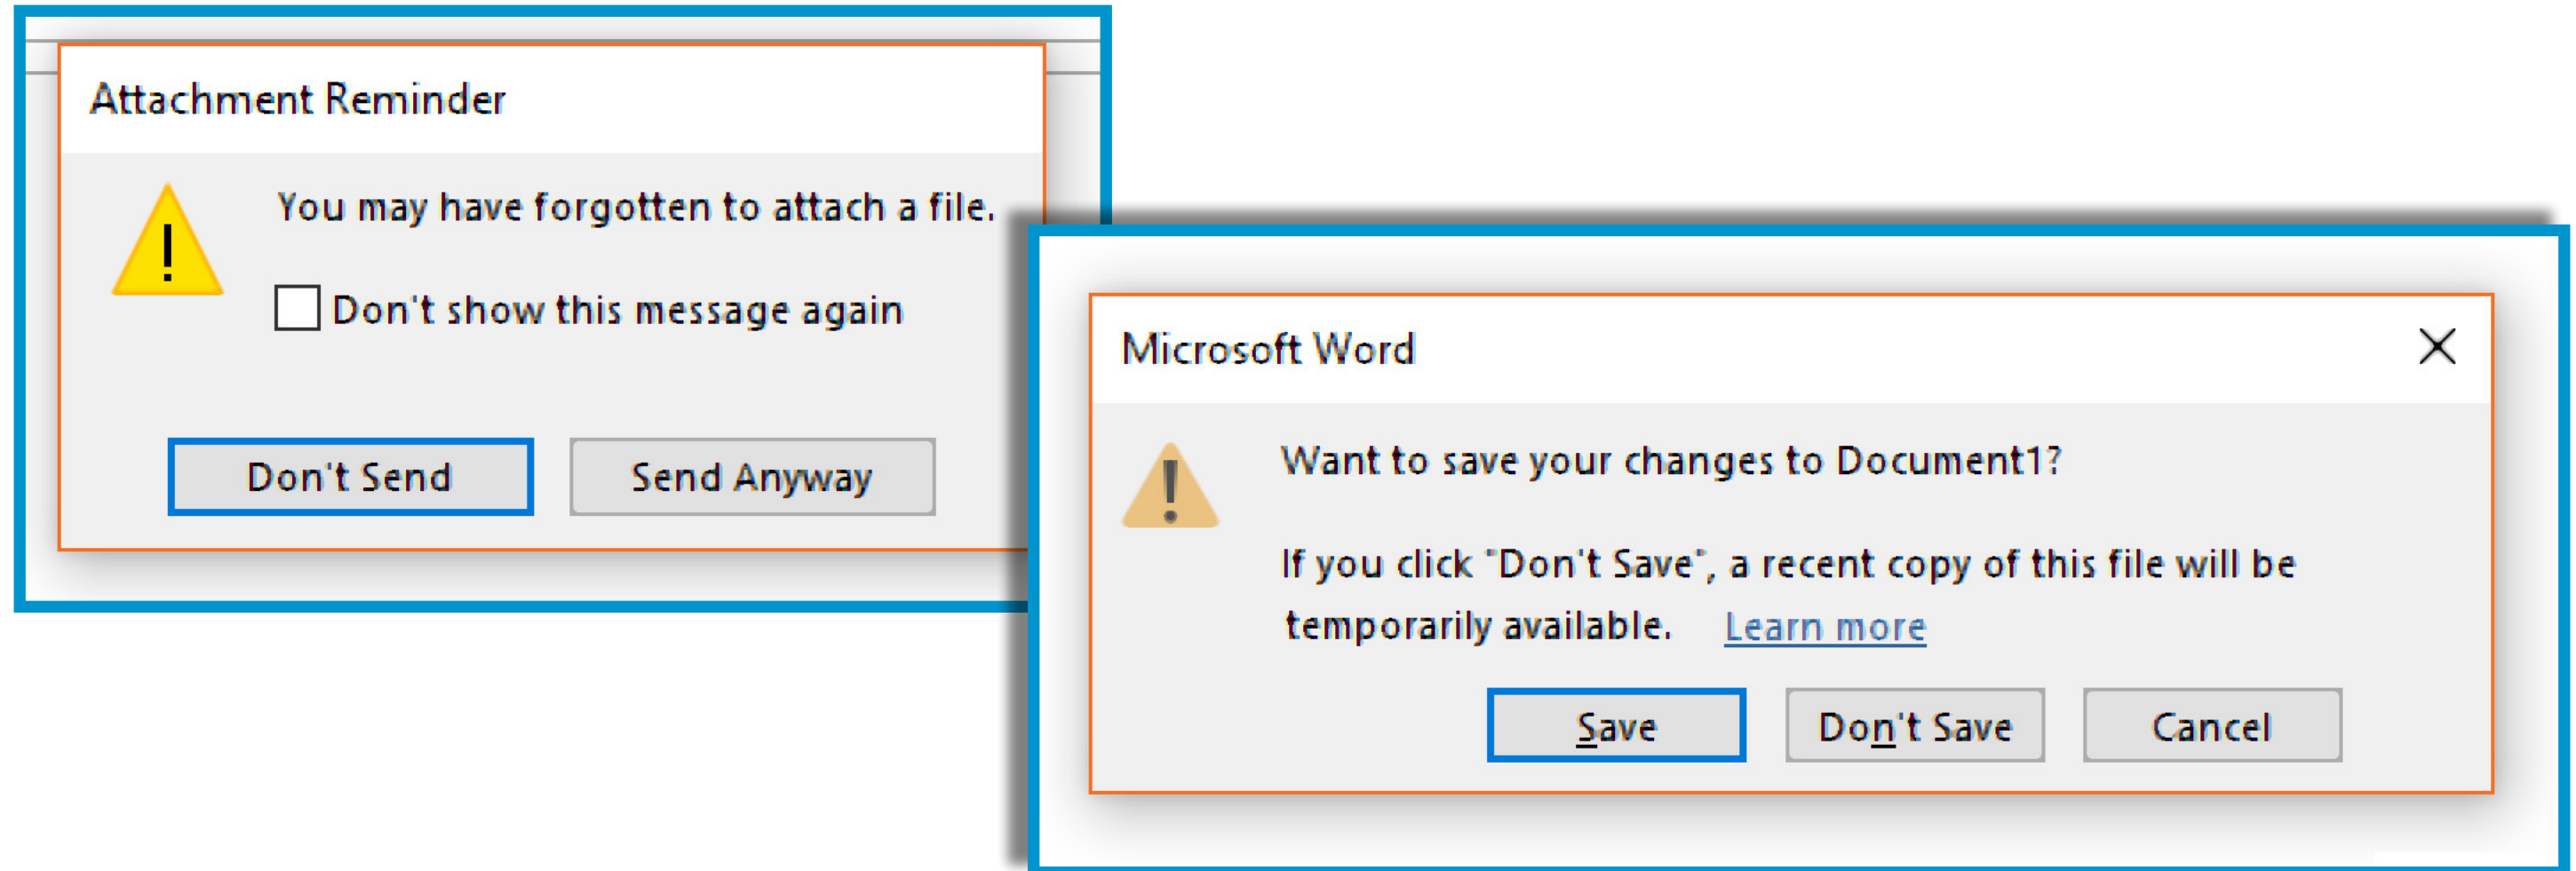 Attachment Reminder
You may have forgotten to attach a file.
Don't show this message again
Don't Send
Send Anyway
Microsoft Word
Want to save your changes to Document1?
If you click "Don't Save", a recent copy of this file will be
temporarily available. Learn more
Save
Don't Save
Cancel